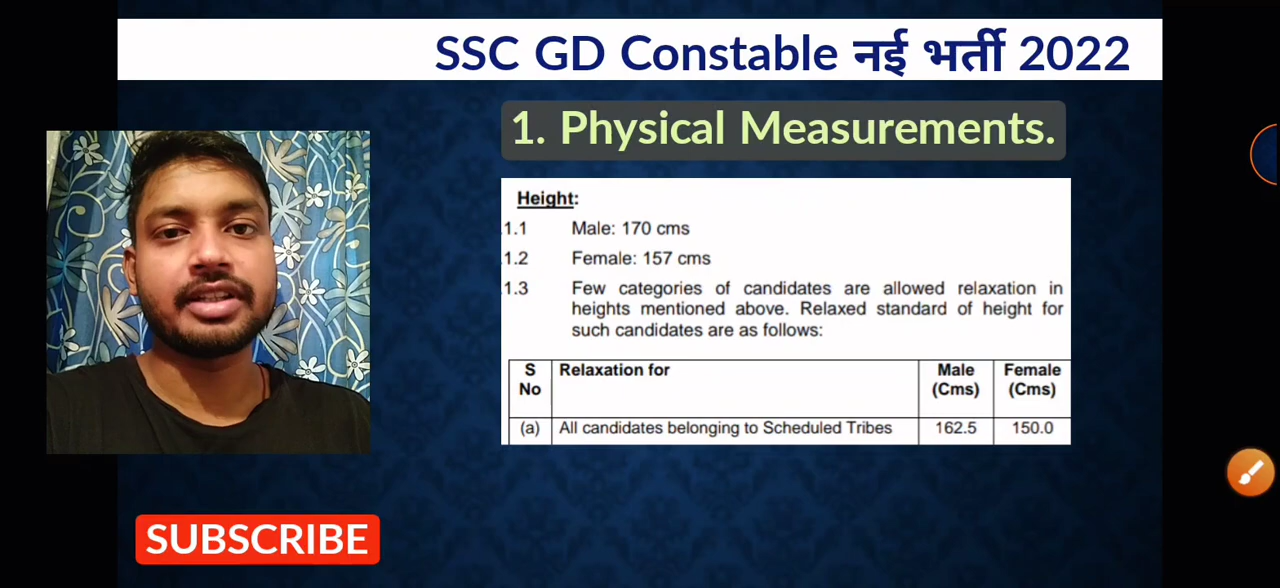 SSC GD Constable नई भर्ती 2022
1. Physical Measurements.
Height:
.1.1 Male: 170 cms
.1.2 Female: 157 cms
.1.3 Few categories of candidates are allowed relaxation in
heights mentioned above. Relaxed standard of height for
such candidates are as follows:
S No Relaxation for Male (Cms) Female (Cms)
(a) All candidates belonging to Scheduled Tribes 162.5 150.0
SUBSCRIBE